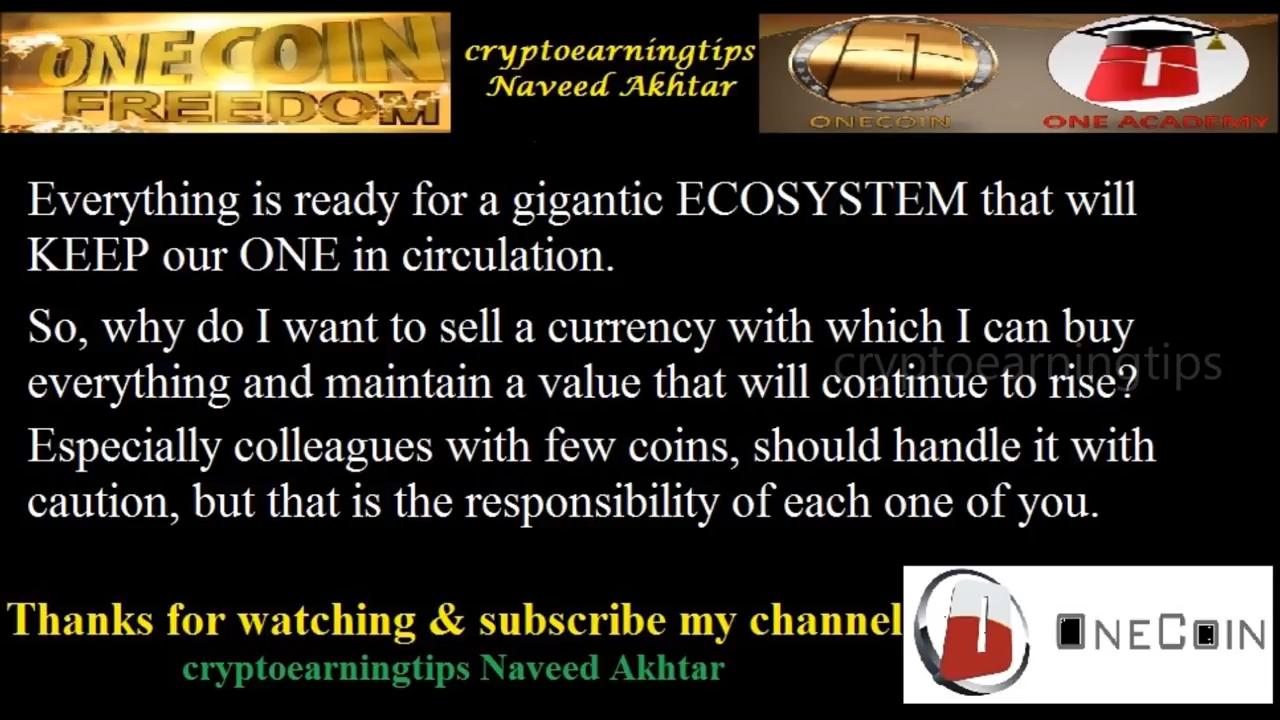 ONECOIN
FREEDOM
cryptoearningtips
Naveed Akhtar
ONECOIN
ONE ACADEMY
Everything is ready for a gigantic ECOSYSTEM that will
KEEP our ONE in circulation.
So, why do I want to sell a currency with which I can buy
everything and maintain a value that will continue to rise?
cryptoearningtips
Especially colleagues with few coins, should handle it with
caution, but that is the responsibility of each one of you.
Thanks for watching & subscribe my channel
cryptoearningtips Naveed Akhtar
ONECOIN